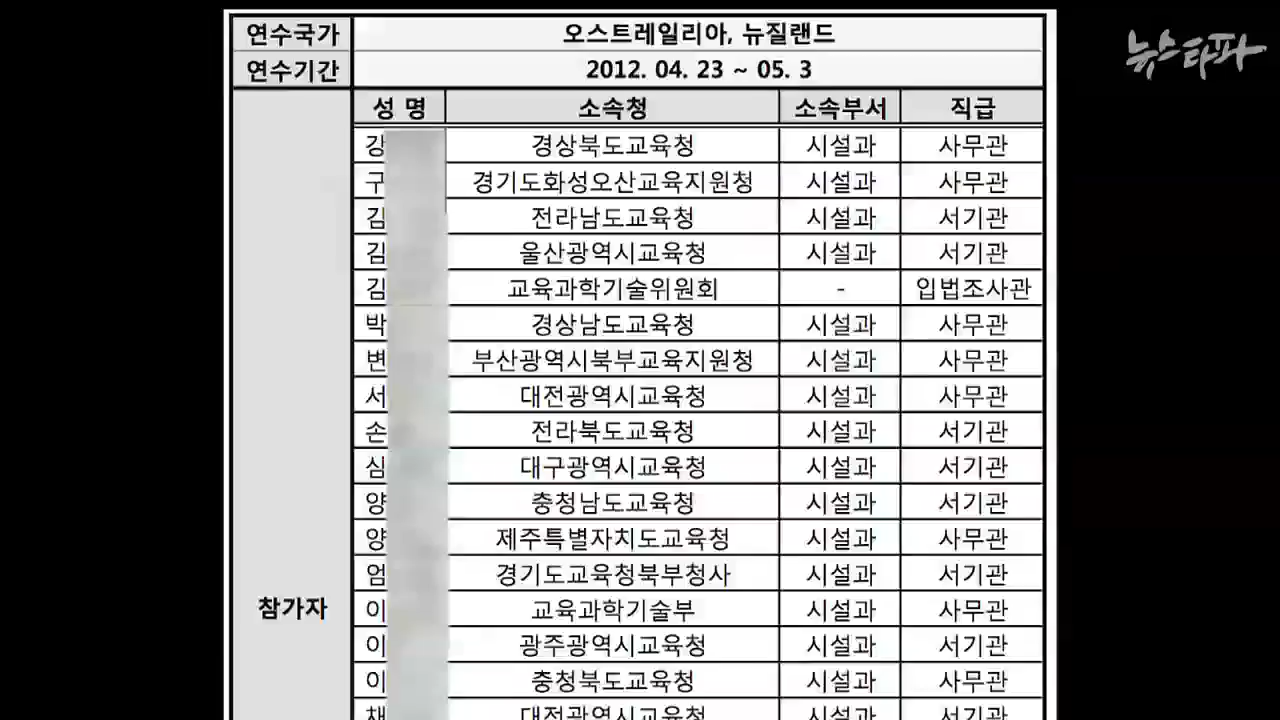 뉴스타파
연수국가 오스트레일리아, 뉴질랜드
연수기간 2012. 04. 23 ~ 05. 3
성 명 소속청 소속부서 직급
강 경상북도교육청 시설과 사무관
구 경기도화성오산교육지원청 시설과 사무관
김 전라남도교육청 시설과 서기관
김 울산광역시교육청 시설과 서기관
김 교육과학기술위원회 - 입법조사관
박 경상남도교육청 시설과 사무관
변 부산광역시북부교육지원청 시설과 사무관
서 대전광역시교육청 시설과 사무관
손 전라북도교육청 시설과 서기관
심 대구광역시교육청 시설과 서기관
양 충청남도교육청 시설과 서기관
양 제주특별자치도교육청 시설과 사무관
엄 경기도교육청북부청사 시설과 서기관
참가자 이 교육과학기술부 시설과 사무관
이 광주광역시교육청 시설과 서기관
이 충청북도교육청 시설과 사무관
채 대전광역시교육청 시설과 서기관